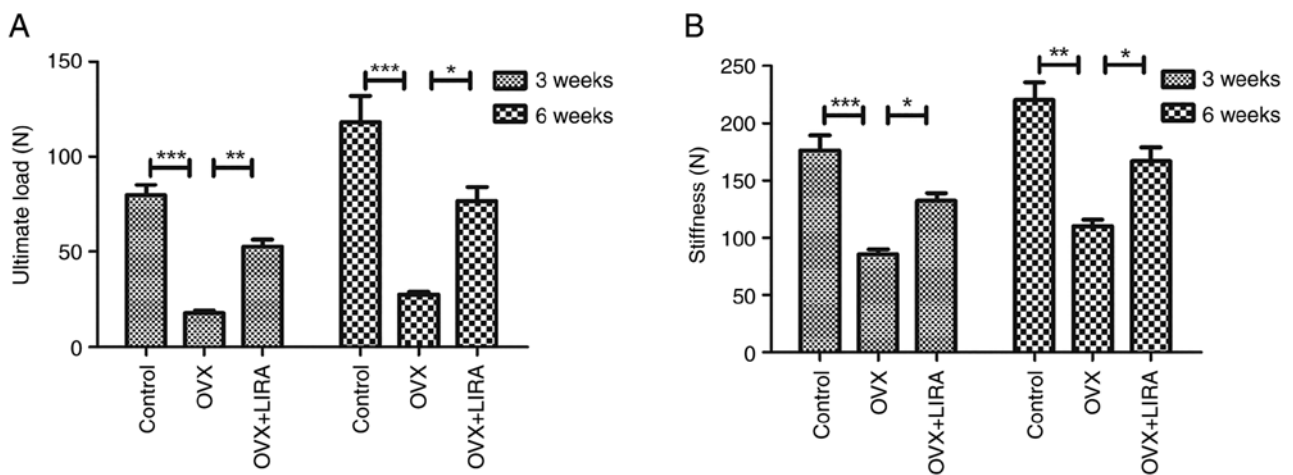 A
Ultimate load (N)
150
100
50
0
***
**
***
*
3 weeks
6 weeks
Control
OVX
OVX+LIRA
Control
OVX
OVX+LIRA
B
Stiffness (N)
250
200
150
100
50
0
***
*
**
*
3 weeks
6 weeks
Control
OVX
OVX+LIRA
Control
OVX
OVX+LIRA